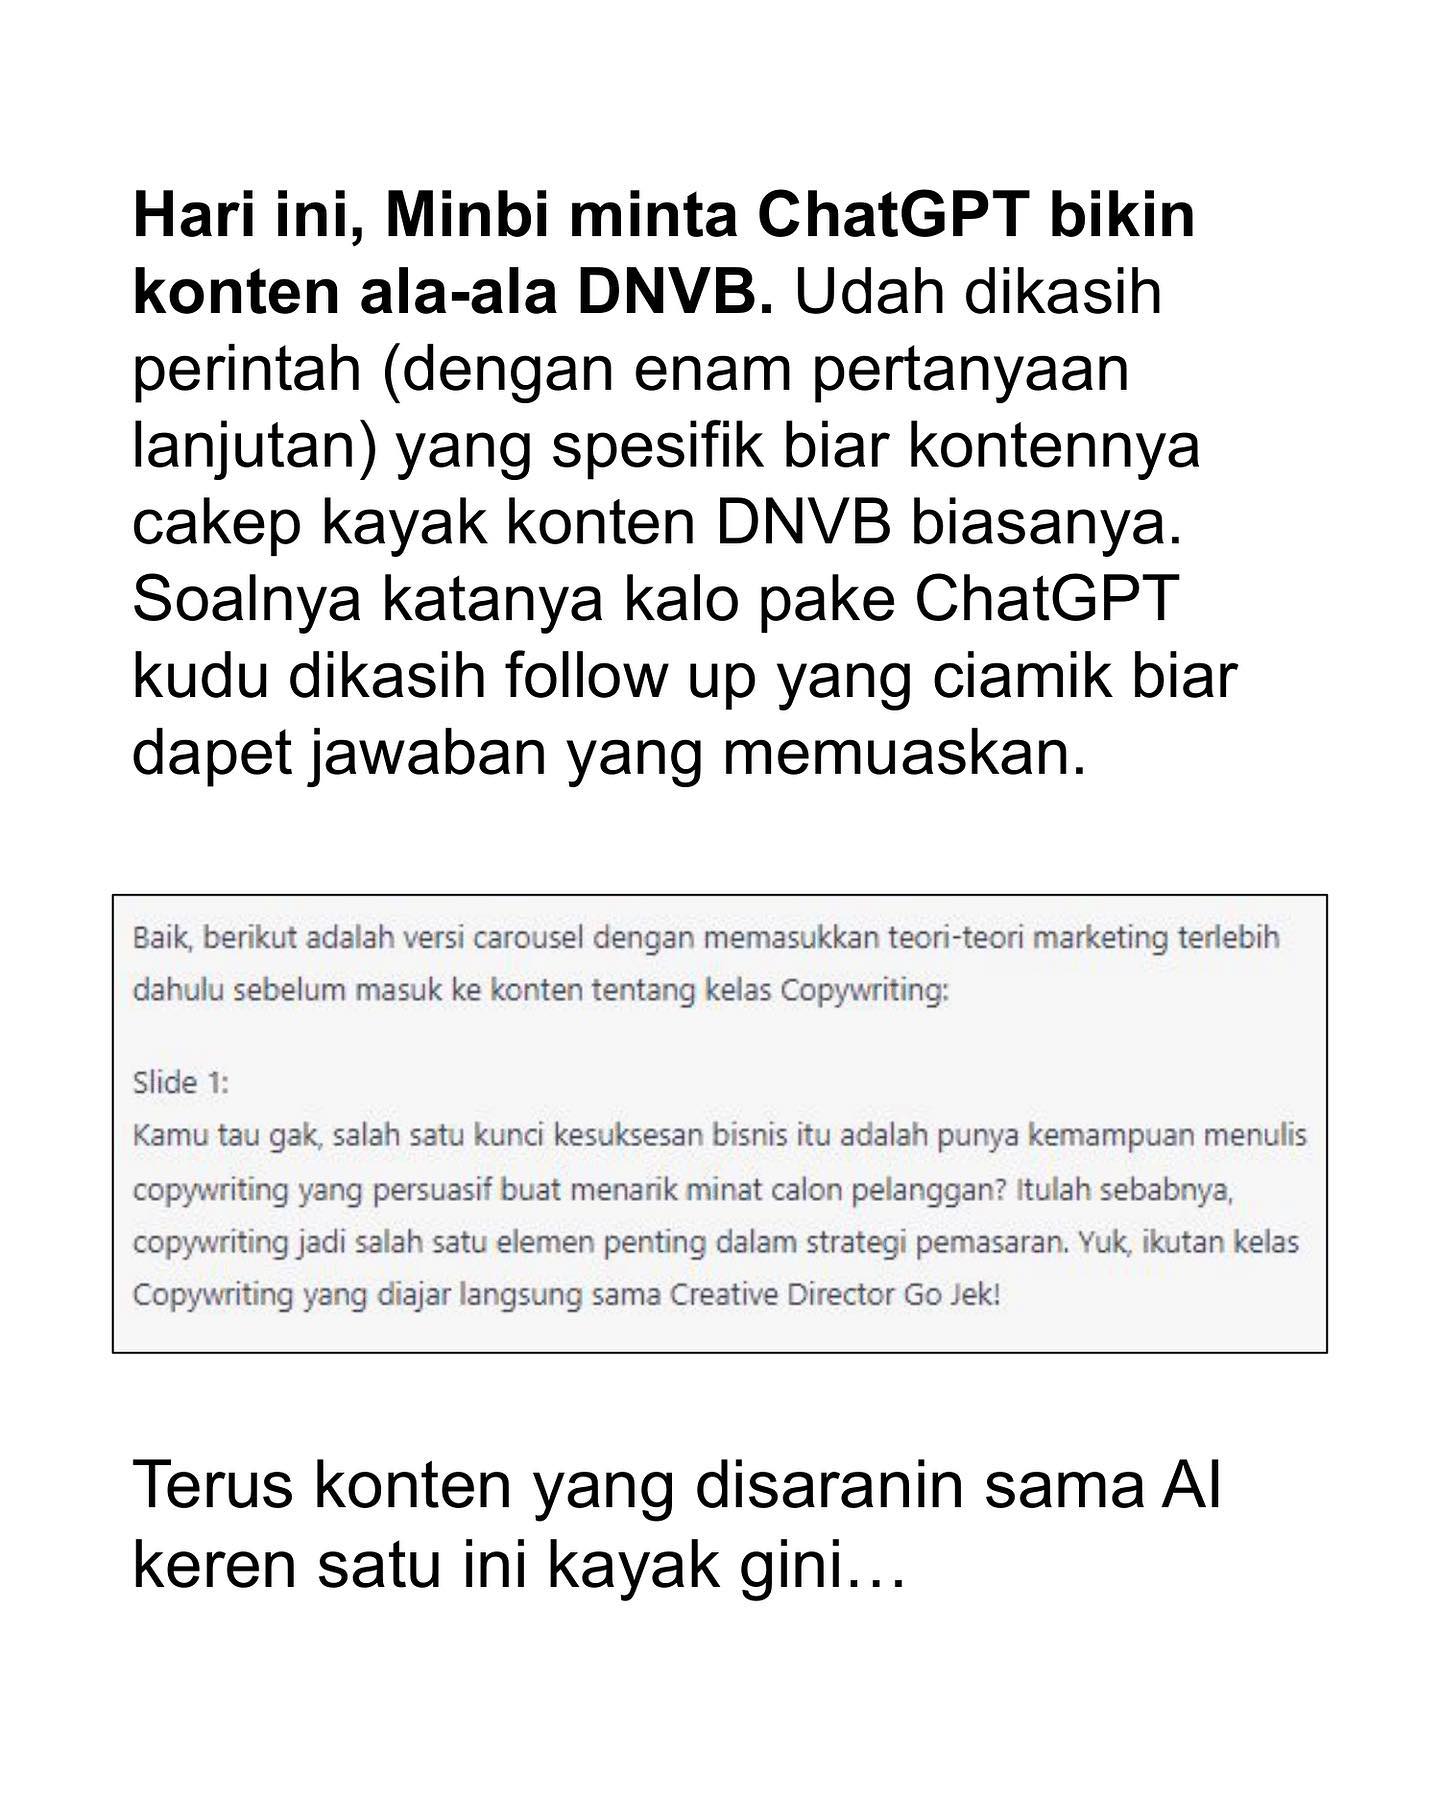 Hari ini, Minbi minta ChatGPT bikin
konten ala-ala DNVB. Udah dikasih
perintah (dengan enam pertanyaan
lanjutan) yang spesifik biar kontennya
cakep kayak konten DNVB biasanya.
Soalnya katanya kalo pake ChatGPT
kudu dikasih follow up yang ciamik biar
dapet jawaban yang memuaskan.
Baik, berikut adalah versi carousel dengan memasukkan teori-teori marketing terlebih
dahulu sebelum masuk ke konten tentang kelas Copywriting:
Slide 1:
Kamu tau gak, salah satu kunci kesuksesan bisnis itu adalah punya kemampuan menulis
copywriting yang persuasif buat menarik minat calon pelanggan? Itulah sebabnya,
copywriting jadi salah satu elemen penting dalam strategi pemasaran. Yuk, ikutan kelas
Copywriting yang diajar langsung sama Creative Director Go Jek!
Terus konten yang disaranin sama AI
keren satu ini kayak gini…